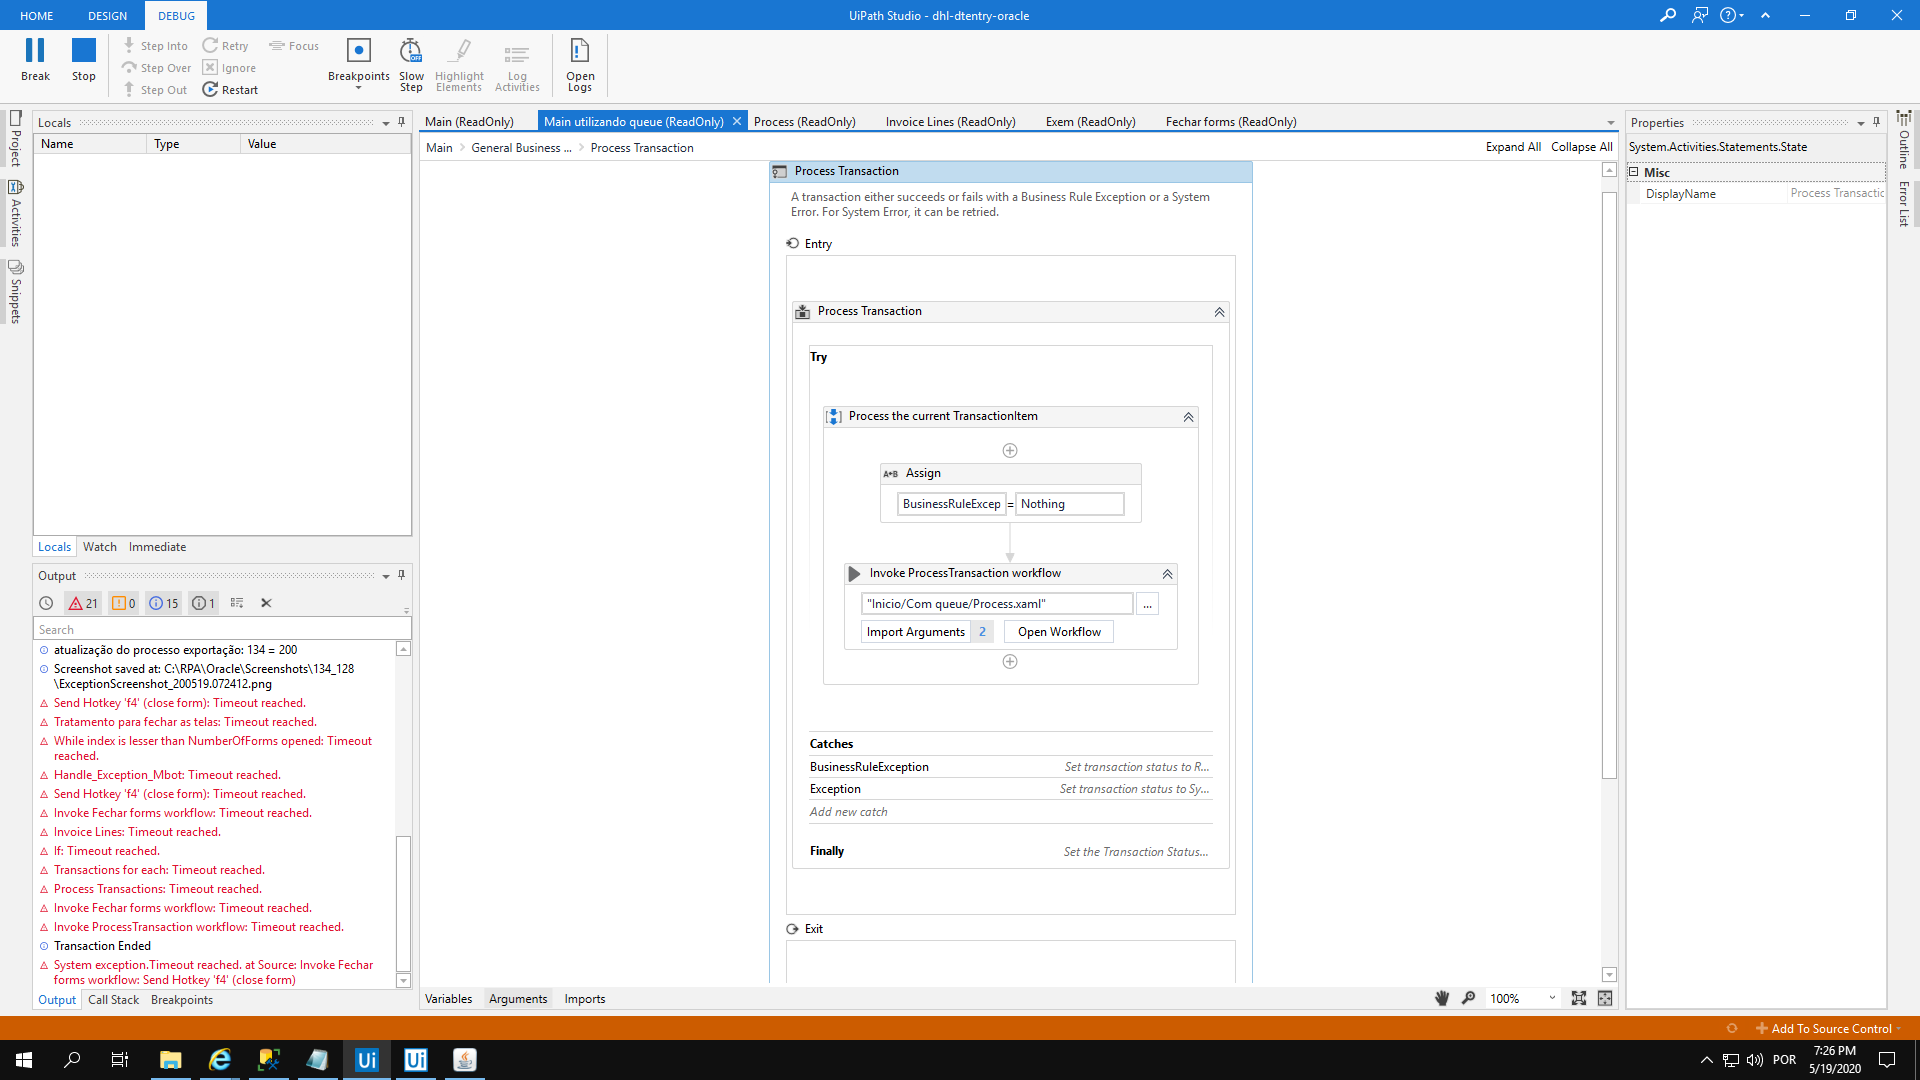 HOME
DESIGN
DEBUG
UiPath Studio - dhl-dtentry-oracle
Break
Stop
Step Into
Step Over
Step Out
Retry
Ignore
Restart
Focus
Breakpoints
Slow
Step
Highlight
Elements
Log
Activities
Open
Logs
Project
Activities
Snippets
Locals
Name
Type
Value
Locals
Watch
Immediate
Output
21
0
15
1
Search
atualização do processo exportação: 134 = 200
Screenshot saved at: C:\RPA\Oracle\Screenshots\134_128
\ExceptionScreenshot_200519.072412.png
Send Hotkey 'f4' (close form): Timeout reached.
Tratamento para fechar as telas: Timeout reached.
While index is lesser than NumberOfForms opened: Timeout
reached.
Handle_Exception_Mbot: Timeout reached.
Send Hotkey 'f4' (close form): Timeout reached.
Invoke Fechar forms workflow: Timeout reached.
Invoice Lines: Timeout reached.
If: Timeout reached.
Transactions for each: Timeout reached.
Process Transactions: Timeout reached.
Invoke Fechar forms workflow: Timeout reached.
Invoke ProcessTransaction workflow: Timeout reached.
Transaction Ended
System exception.Timeout reached. at Source: Invoke Fechar
forms workflow: Send Hotkey 'f4' (close form)
Output
Call Stack
Breakpoints
Main (ReadOnly)
Main utilizando queue (ReadOnly)
Process (ReadOnly)
Invoice Lines (ReadOnly)
Exem (ReadOnly)
Fechar forms (ReadOnly)
Main
General Business ...
Process Transaction
Expand All
Collapse All
Process Transaction
A transaction either succeeds or fails with a Business Rule Exception or a System
Error. For System Error, it can be retried.
Entry
Process Transaction
Try
Process the current TransactionItem
A+B Assign
BusinessRuleExcep = Nothing
Invoke ProcessTransaction workflow
"Inicio/Com queue/Process.xaml"
...
Import Arguments 2
Open Workflow
Catches
BusinessRuleException
Set transaction status to R...
Exception
Set transaction status to Sy...
Add new catch
Finally
Set the Transaction Status...
Exit
Variables
Arguments
Imports
100%
Properties
System.Activities.Statements.State
Misc
DisplayName
Process Transactic
Outline
Error List
Add To Source Control
Ui
Ui
POR
7:26 PM
5/19/2020